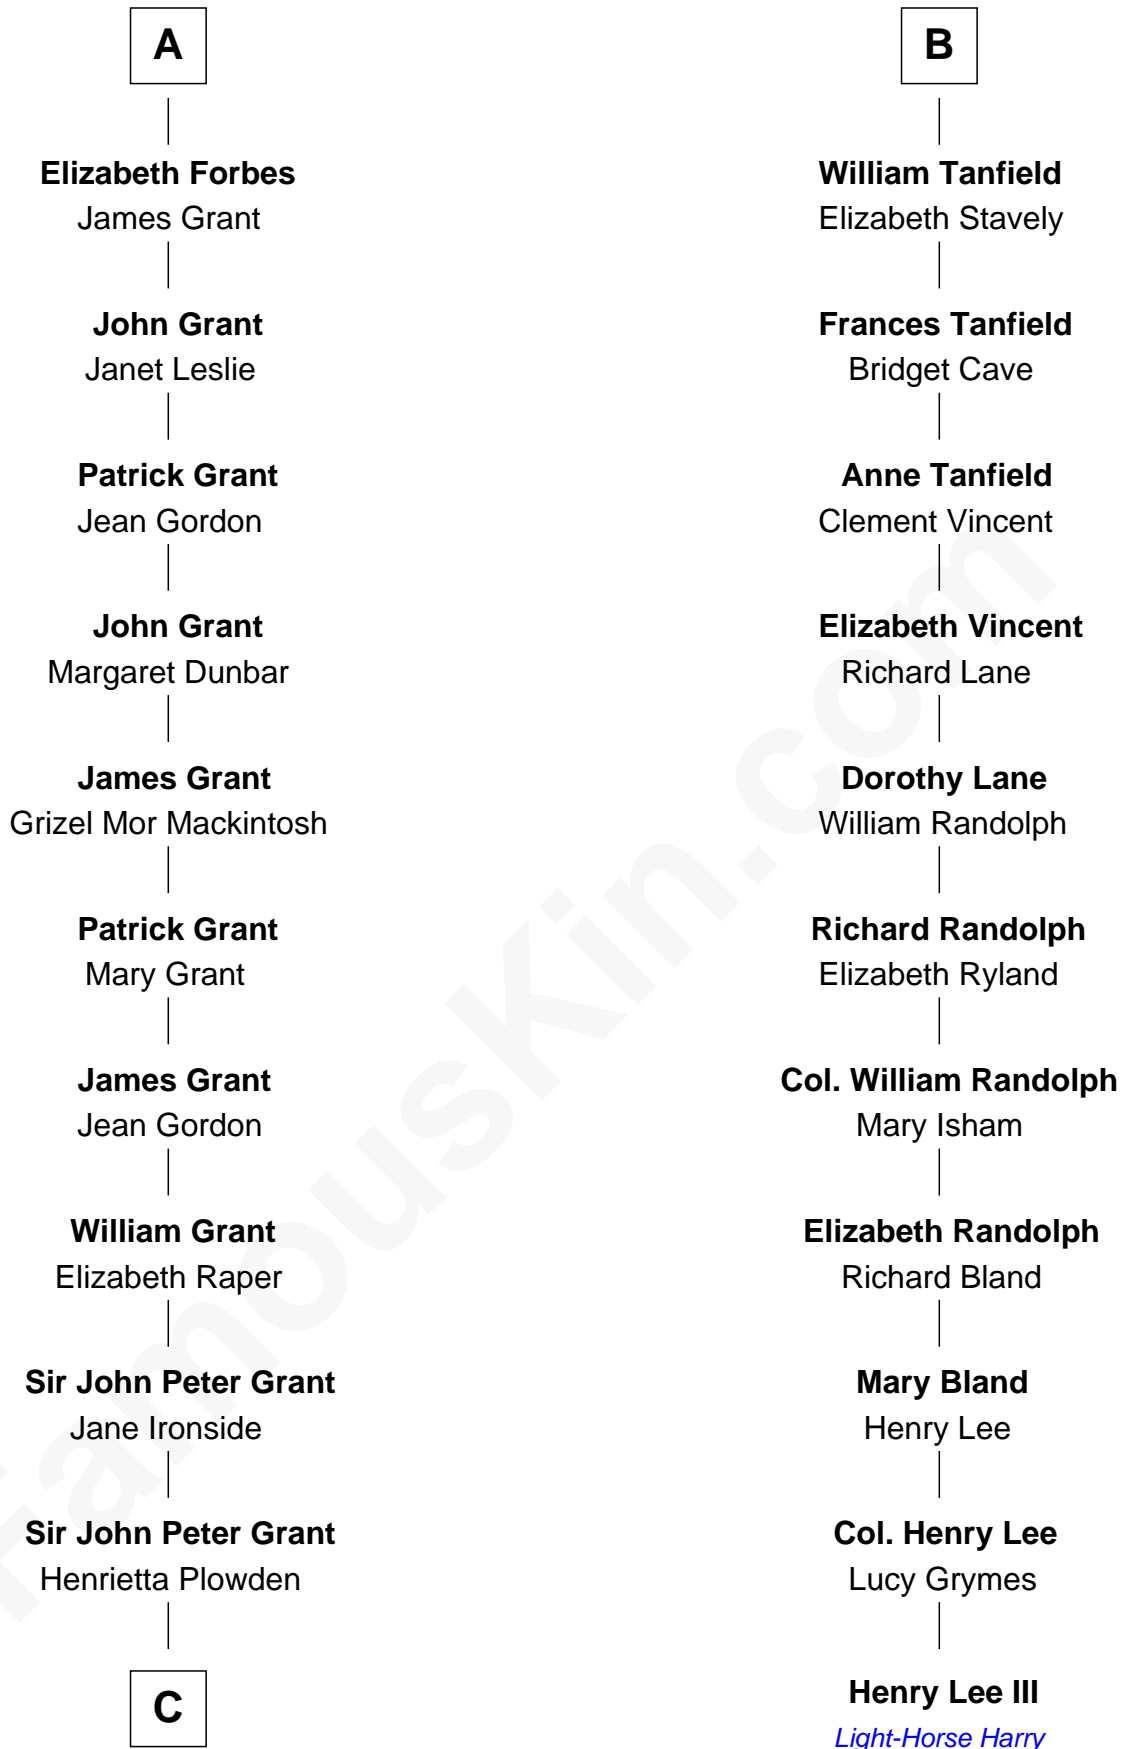 A
Elizabeth Forbes
James Grant
John Grant
Janet Leslie
Patrick Grant
Jean Gordon
John Grant
Margaret Dunbar
James Grant
Grizel Mor Mackintosh
Patrick Grant
Mary Grant
James Grant
Jean Gordon
William Grant
Elizabeth Raper
Sir John Peter Grant
Jane Ironside
Sir John Peter Grant
Henrietta Plowden
C
B
William Tanfield
Elizabeth Stavely
Frances Tanfield
Bridget Cave
Anne Tanfield
Clement Vincent
Elizabeth Vincent
Richard Lane
Dorothy Lane
William Randolph
Richard Randolph
Elizabeth Ryland
Col. William Randolph
Mary Isham
Elizabeth Randolph
Richard Bland
Mary Bland
Henry Lee
Col. Henry Lee
Lucy Grymes
Henry Lee III
Light-Horse Harry
FamousKin.com